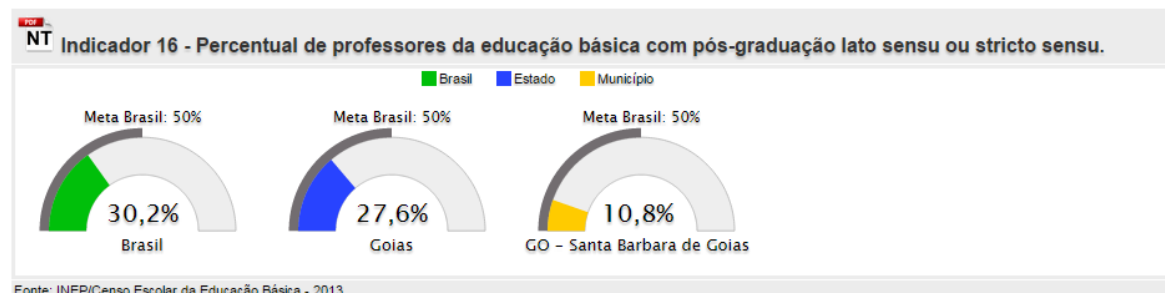 PDF
NT
Indicador 16 - Percentual de professores da educação básica com pós-graduação lato sensu ou stricto sensu.
Brasil Estado Município
Meta Brasil: 50% Meta Brasil: 50% Meta Brasil: 50%
30,2% 27,6% 10,8%
Brasil Goias GO – Santa Barbara de Goias
Fonte: INEP/Censo Escolar da Educação Básica - 2013